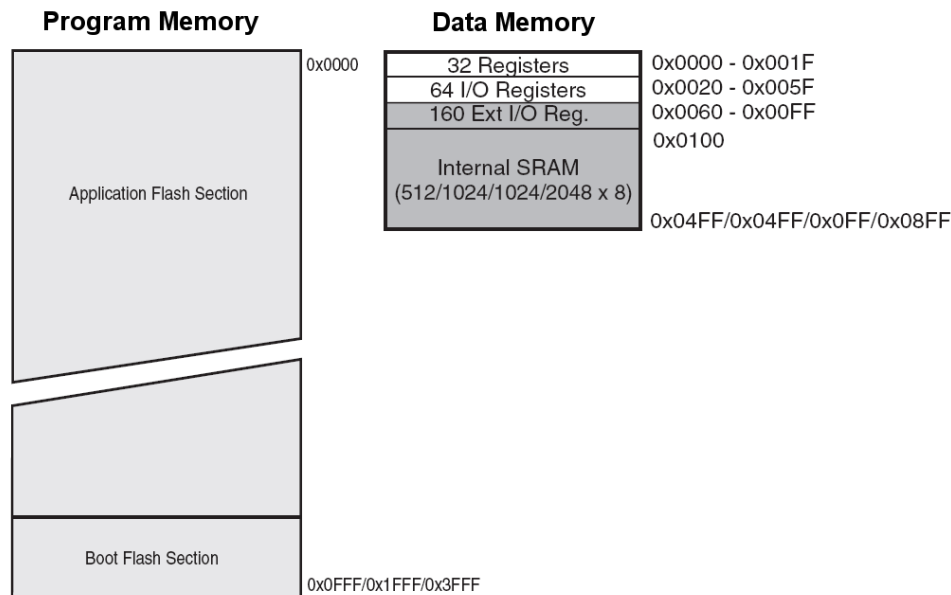 Program Memory
0x0000
Application Flash Section
Boot Flash Section
0x0FFF/0x1FFF/0x3FFF
Data Memory
32 Registers
0x0000 - 0x001F
64 I/O Registers
0x0020 - 0x005F
160 Ext I/O Reg.
0x0060 - 0x00FF
0x0100
Internal SRAM
(512/1024/1024/2048 x 8)
0x04FF/0x04FF/0x0FF/0x08FF